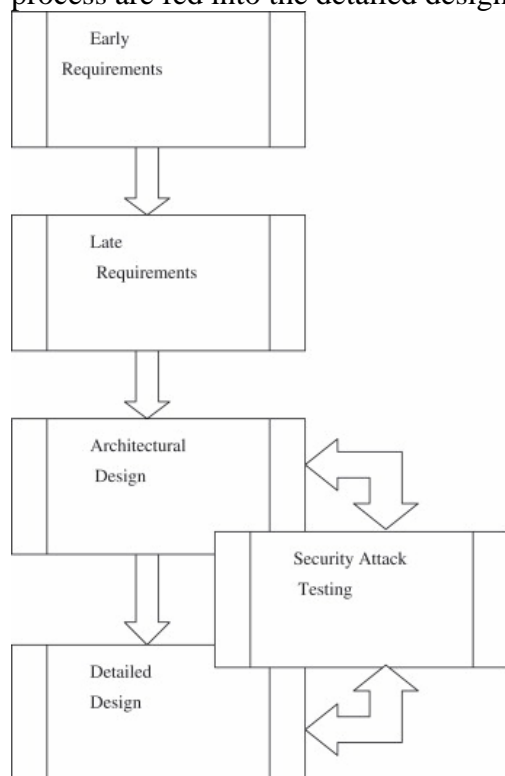 process are fed into the detailed design
Early
Requirements
Late
Requirements
Architectural
Design
Security Attack
Testing
Detailed
Design